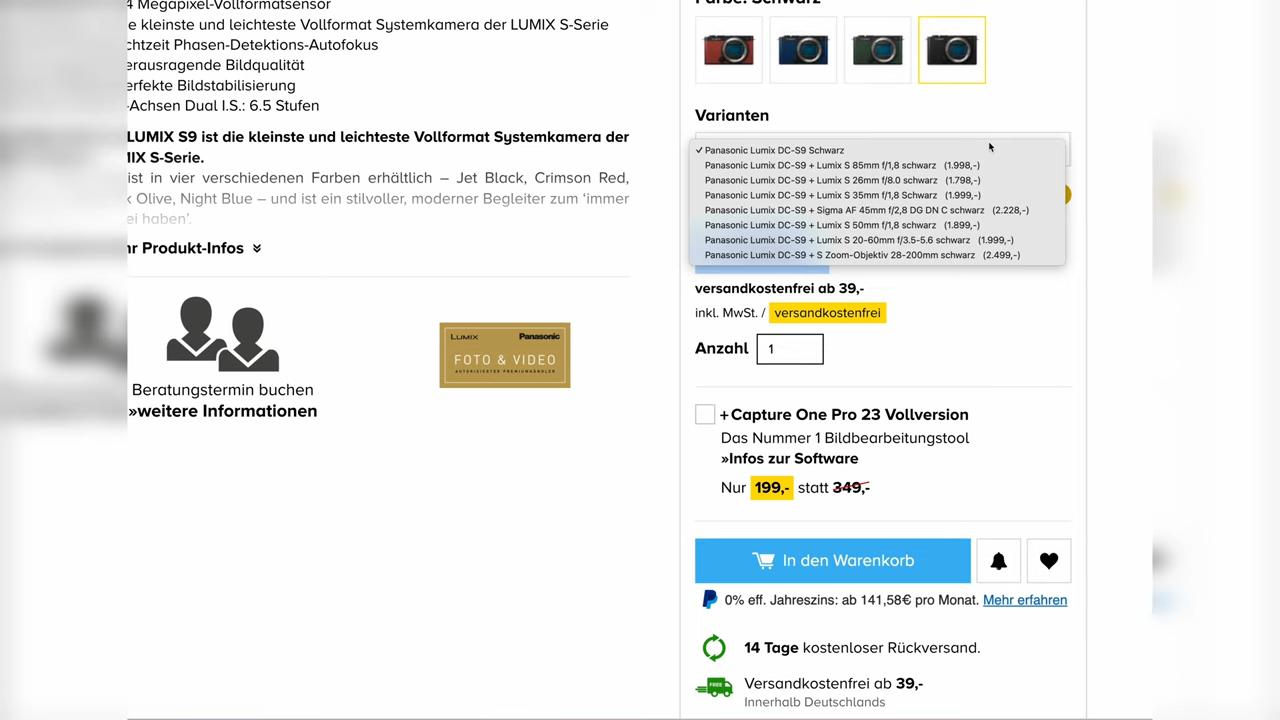 4 Megapixel-Vollformatsensor
e kleinste und leichteste Vollformat Systemkamera der LUMIX S-Serie
chtzeit Phasen-Detektions-Autofokus
erausragende Bildqualität
erfekte Bildstabilisierung
-Achsen Dual I.S.: 6.5 Stufen
LUMIX S9 ist die kleinste und leichteste Vollformat Systemkamera der
MIX S-Serie.
ist in vier verschiedenen Farben erhältlich – Jet Black, Crimson Red,
k Olive, Night Blue – und ist ein stilvoller, moderner Begleiter zum 'immer
ei haben'.
hr Produkt-Infos
Beratungstermin buchen
»weitere Informationen
LUMIX Panasonic
FOTO & VIDEO
AUTORISIERTER PREMIUMHÄNDLER
Farbe: Schwarz
Varianten
✓ Panasonic Lumix DC-S9 Schwarz
Panasonic Lumix DC-S9 + Lumix S 85mm f/1,8 schwarz (1.998,-)
Panasonic Lumix DC-S9 + Lumix S 26mm f/8.0 schwarz (1.798,-)
Panasonic Lumix DC-S9 + Lumix S 35mm f/1,8 Schwarz (1.999,-)
Panasonic Lumix DC-S9 + Sigma AF 45mm f/2,8 DG DN C schwarz (2.228,-)
Panasonic Lumix DC-S9 + Lumix S 50mm f/1,8 schwarz (1.899,-)
Panasonic Lumix DC-S9 + Lumix S 20-60mm f/3.5-5.6 schwarz (1.999,-)
Panasonic Lumix DC-S9 + S Zoom-Objektiv 28-200mm schwarz (2.499,-)
versandkostenfrei ab 39,-
inkl. MwSt. / versandkostenfrei
Anzahl 1
+Capture One Pro 23 Vollversion
Das Nummer 1 Bildbearbeitungstool
»Infos zur Software
Nur 199,- statt 349,-
In den Warenkorb
0% eff. Jahreszins: ab 141,58€ pro Monat. Mehr erfahren
14 Tage kostenloser Rückversand.
FREE
Versandkostenfrei ab 39,-
Innerhalb Deutschlands